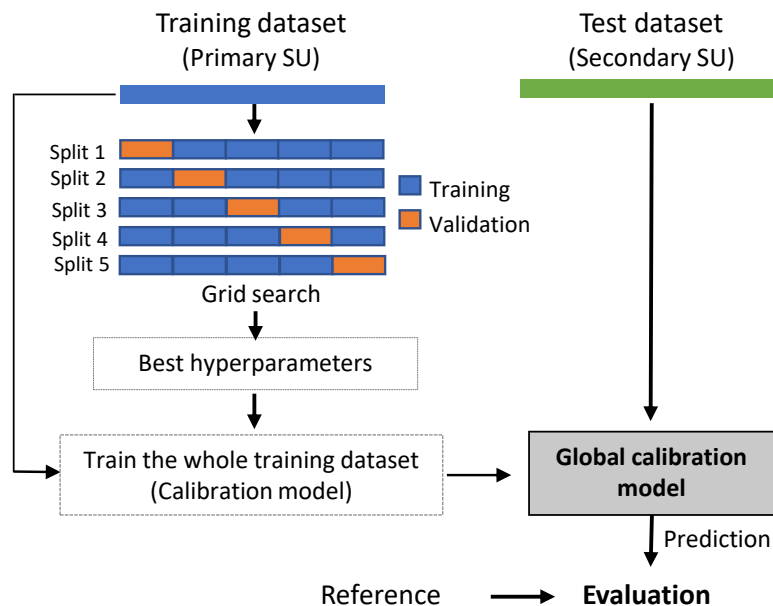 Training dataset
(Primary SU)
Test dataset
(Secondary SU)
Split 1
Split 2
Split 3
Split 4
Split 5
Training
Validation
Grid search
Best hyperparameters
Train the whole training dataset
(Calibration model)
Global calibration
model
Prediction
Reference
Evaluation